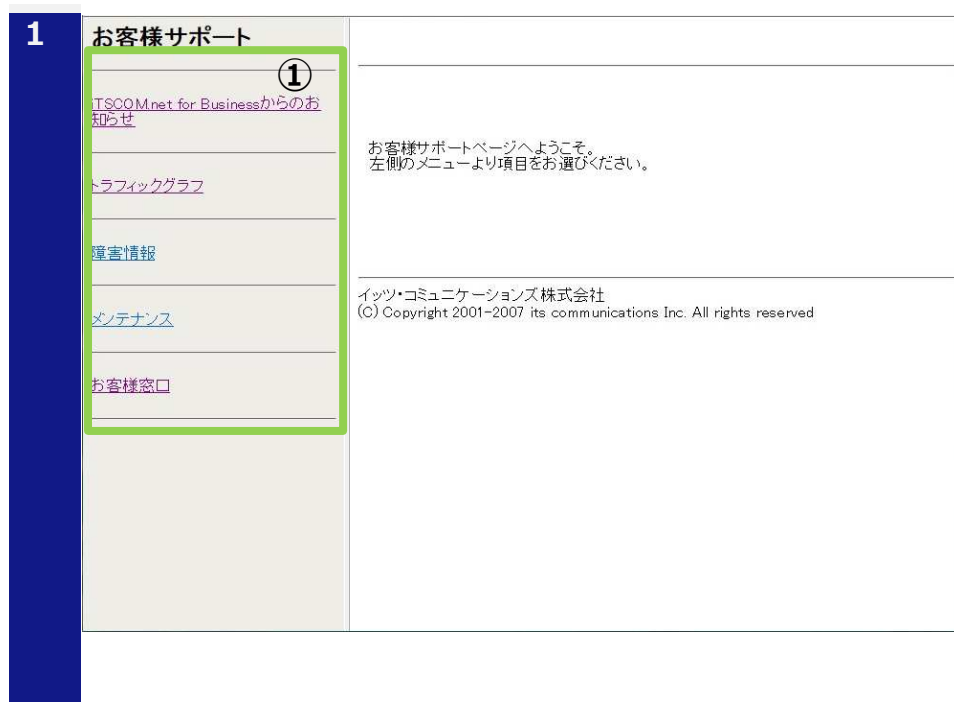 1
お客様サポート
①
iTSCOM.net for Businessからのお
知らせ
トラフィックグラフ
障害情報
メンテナンス
お客様窓口
お客様サポートページへようこそ。
左側のメニューより項目をお選びください。
イッツ・コミュニケーションズ株式会社
(C) Copyright 2001-2007 its communications Inc. All rights reserved